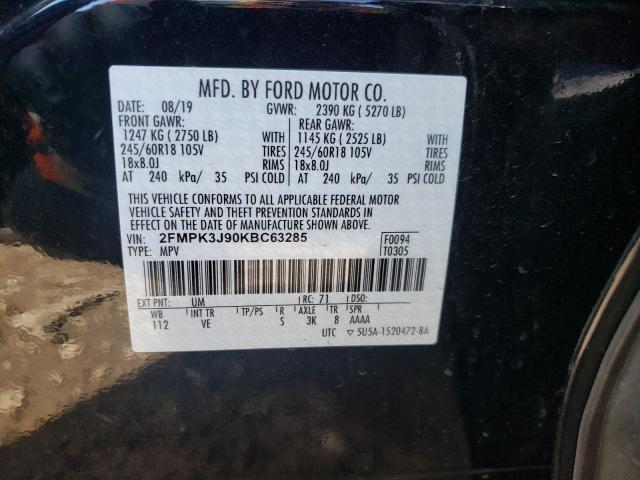 MFD. BY FORD MOTOR CO.
DATE: 08/19 GVWR: 2390 KG ( 5270 LB)
FRONT GAWR: REAR GAWR:
1247 KG ( 2750 LB) WITH 1145 KG ( 2525 LB) WITH
245/60R18 105V TIRES 245/60R18 105V TIRES
18x8.0J RIMS 18x8.0J RIMS
AT 240 kPa/ 35 PSI COLD AT 240 kPa/ 35 PSI COLD
THIS VEHICLE CONFORMS TO ALL APPLICABLE FEDERAL MOTOR
VEHICLE SAFETY AND THEFT PREVENTION STANDARDS IN
EFFECT ON THE DATE OF MANUFACTURE SHOWN ABOVE.
VIN: 2FMPK3J90KBC63285 F0094
TYPE: MPV T0305
EXT PNT: UM RC: 71 DSO:
WB INT TR TP/PS R AXLE TR SPR
112 VE S 3K 8 AAAA
UTC ▽ 5U5A-1520472-8A